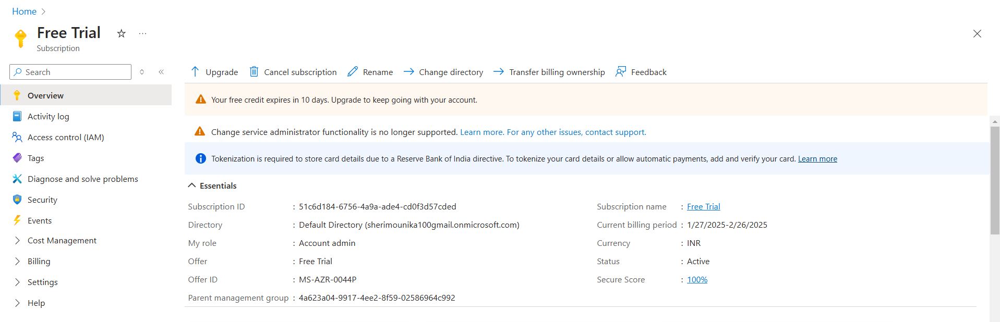 Home
Free Trial
Subscription
Search
Overview
Activity log
Access control (IAM)
Tags
Diagnose and solve problems
Security
Events
Cost Management
Billing
Settings
Help
Upgrade Cancel subscription Rename Change directory Transfer billing ownership Feedback
Your free credit expires in 10 days. Upgrade to keep going with your account.
Change service administrator functionality is no longer supported. Learn more. For any other issues, contact support.
Tokenization is required to store card details due to a Reserve Bank of India directive. To tokenize your card details or allow automatic payments, add and verify your card. Learn more
Essentials
Subscription ID : 51c6d184-6756-4a9a-ade4-cd0f3d57cded
Directory : Default Directory (sherimounika100gmail.onmicrosoft.com)
My role : Account admin
Offer : Free Trial
Offer ID : MS-AZR-0044P
Parent management group : 4a623a04-9917-4ee2-8f59-02586964c992
Subscription name : Free Trial
Current billing period : 1/27/2025-2/26/2025
Currency : INR
Status : Active
Secure Score : 100%